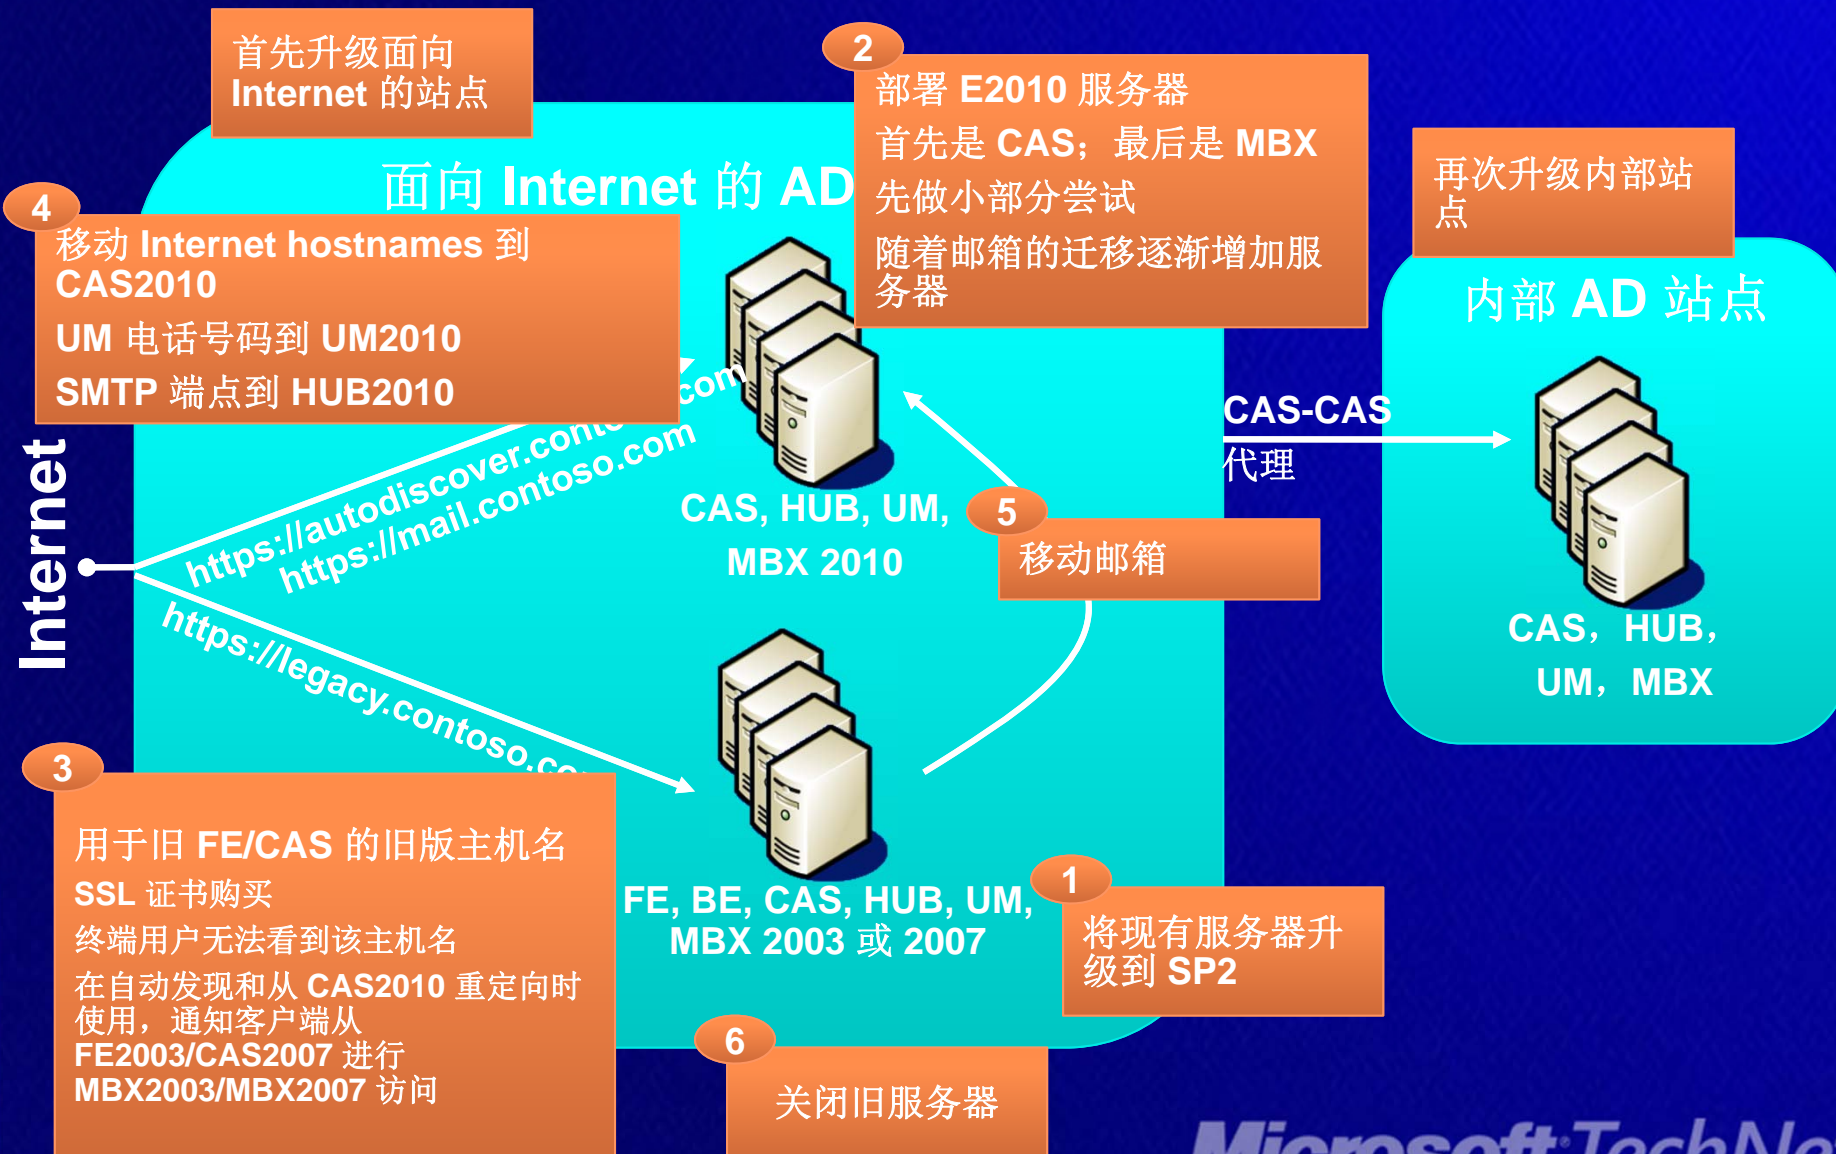 首先升级面向
Internet 的站点
2
部署 E2010 服务器
首先是 CAS；最后是 MBX
先做小部分尝试
随着邮箱的迁移逐渐增加服
务器
再次升级内部站
点
面向 Internet 的 AD
4
移动 Internet hostnames 到
CAS2010
UM 电话号码到 UM2010
SMTP 端点到 HUB2010
内部 AD 站点
Internet
https://autodiscover.conto
com
https://mail.contoso.com
https://legacy.contoso.co
CAS, HUB, UM,
MBX 2010
5
移动邮箱
CAS-CAS
代理
CAS，HUB，
UM，MBX
3
用于旧 FE/CAS 的旧版主机名
SSL 证书购买
终端用户无法看到该主机名
在自动发现和从 CAS2010 重定向时
使用，通知客户端从
FE2003/CAS2007 进行
MBX2003/MBX2007 访问
FE, BE, CAS, HUB, UM,
MBX 2003 或 2007
1
将现有服务器升
级到 SP2
6
关闭旧服务器
Microsoft TechNet